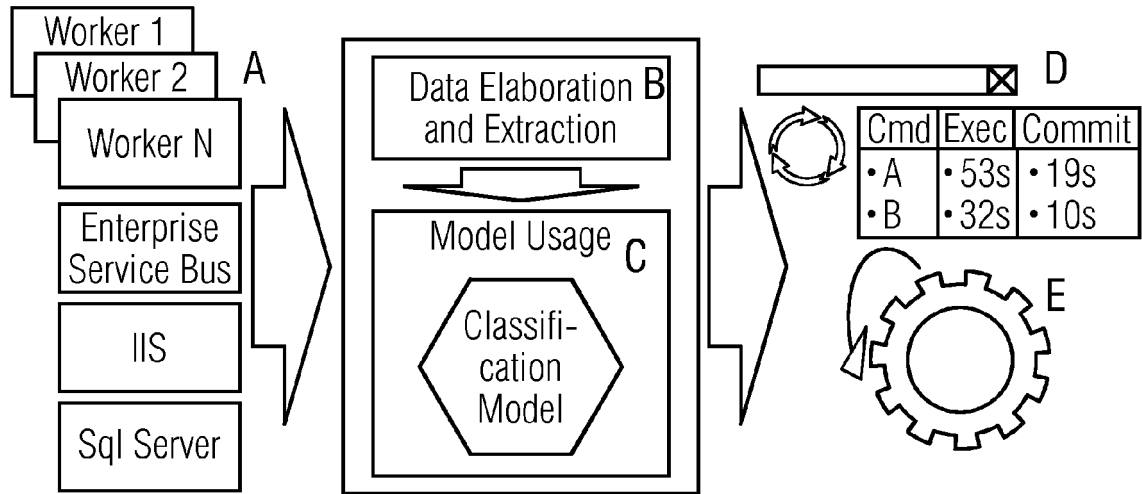 Worker 1
Worker 2
Worker N
A
Enterprise
Service Bus
IIS
Sql Server
Data Elaboration
and Extraction
B
Model Usage
C
Classifi-
cation
Model
D
Cmd Exec Commit
• A • 53s • 19s
• B • 32s • 10s
E